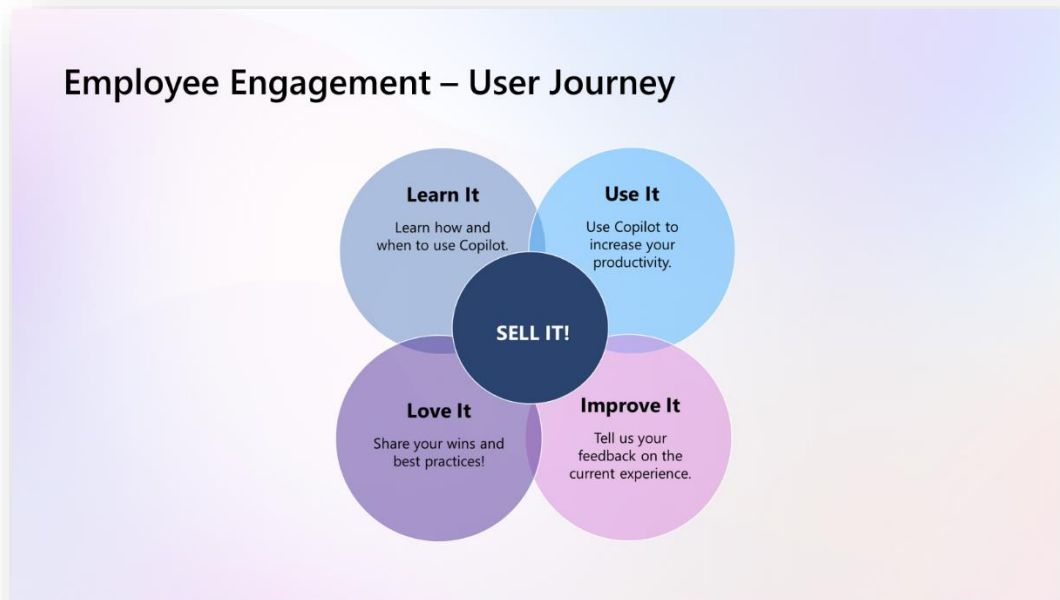 Employee Engagement – User Journey
Learn It
Learn how and
when to use Copilot.
Use It
Use Copilot to
increase your
productivity.
SELL IT!
Love It
Share your wins and
best practices!
Improve It
Tell us your
feedback on the
current experience.